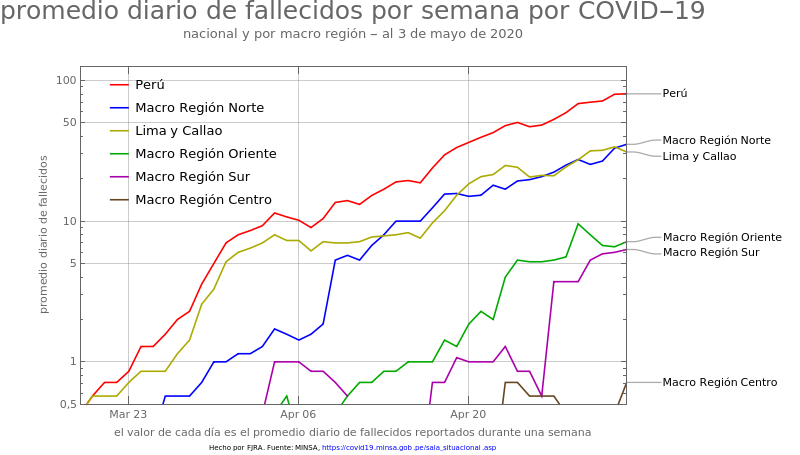 promedio diario de fallecidos por semana por COVID–19
nacional y por macro región – al 3 de mayo de 2020
promedio diario de fallecidos
100
50
10
5
1
0,5
Perú
Macro Región Norte
Lima y Callao
Macro Región Oriente
Macro Región Sur
Macro Región Centro
Perú
Macro Región Norte
Lima y Callao
Macro Región Oriente
Macro Región Sur
Macro Región Centro
Mar 23
Apr 06
Apr 20
el valor de cada día es el promedio diario de fallecidos reportados durante una semana
Hecho por FJRA. Fuente: MINSA, https://covid19.minsa.gob.pe/sala_situacional .asp